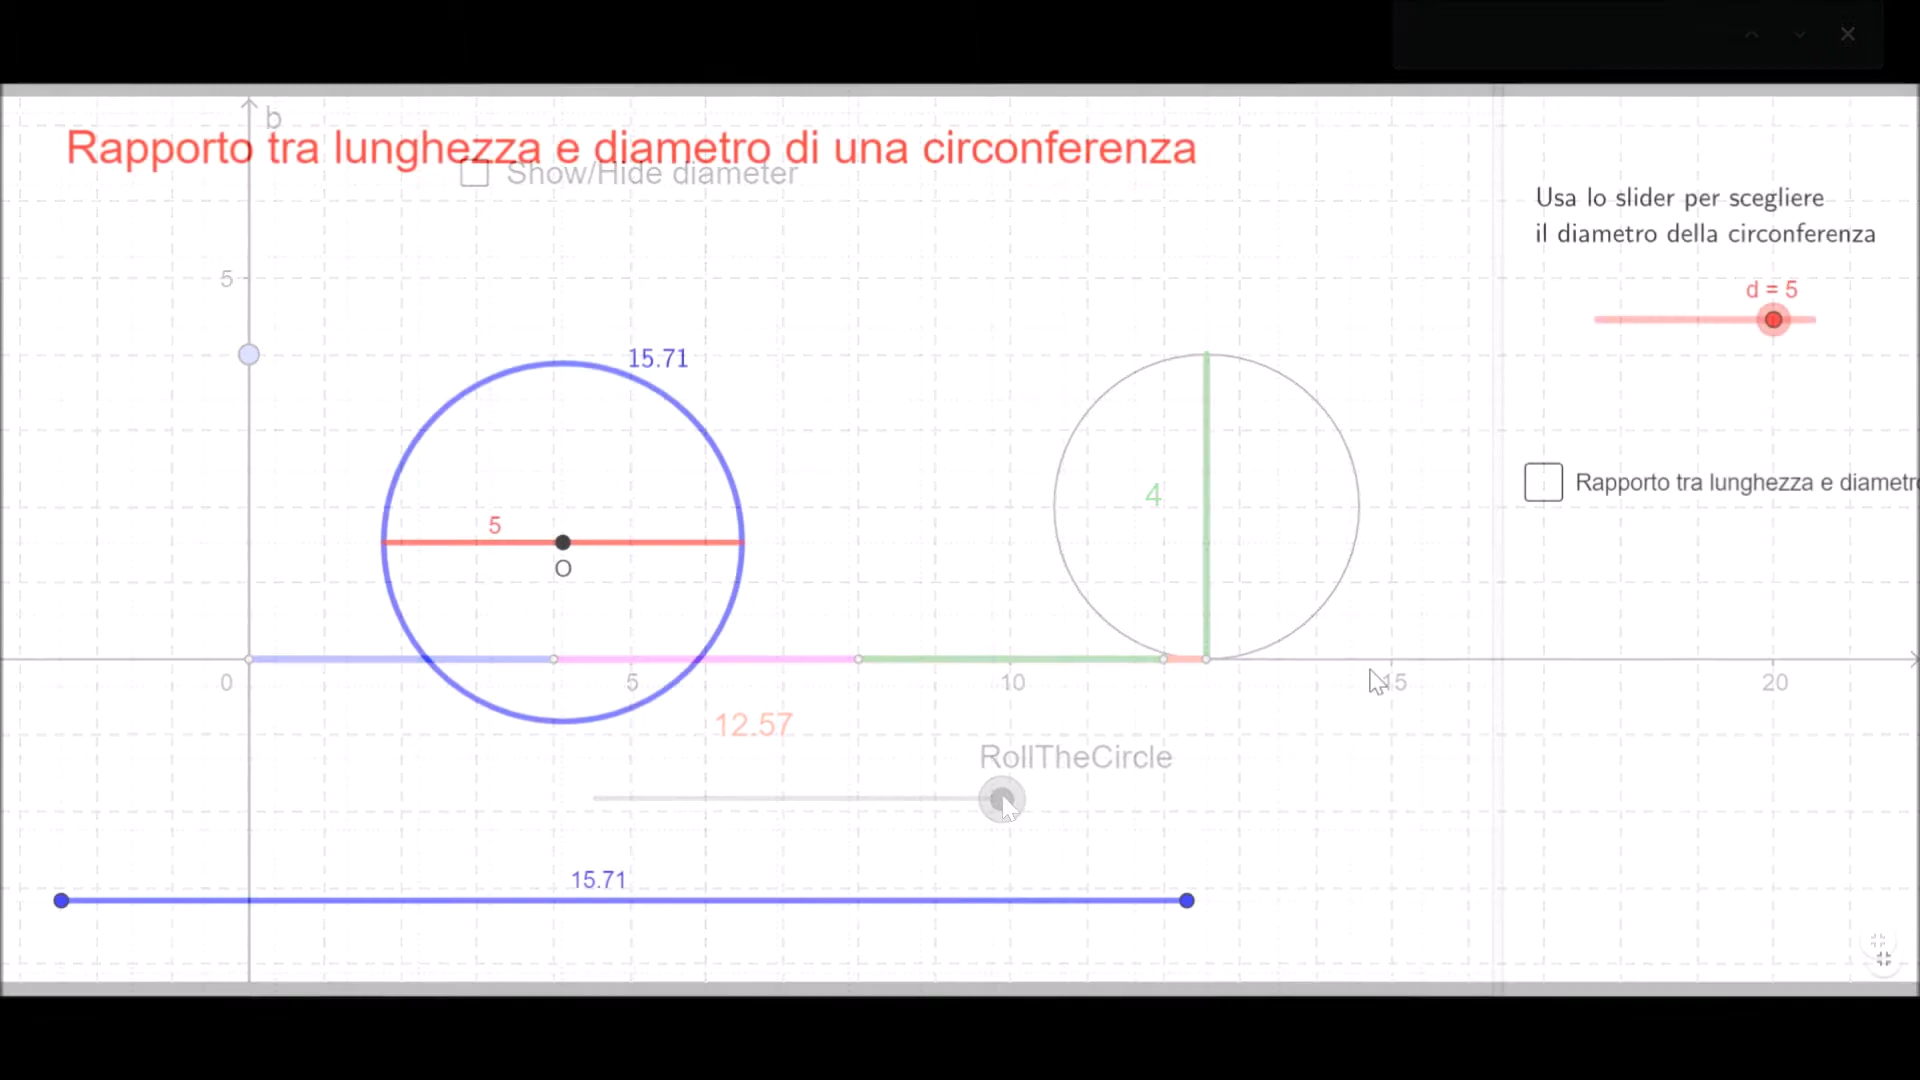 b
Rapporto tra lunghezza e diametro di una circonferenza
Show/Hide diameter
Usa lo slider per scegliere
il diametro della circonferenza
d = 5
5
15.71
4
5
O
Rapporto tra lunghezza e diametro
0
5
10
15
20
12.57
RollTheCircle
15.71